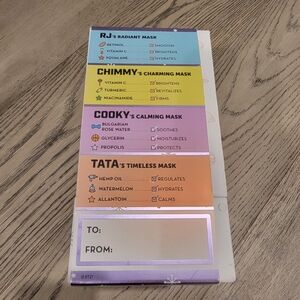 RJ'S RADIANT MASK
RETINOL SMOOTHS
VITAMIN C BRIGHTENS
HYDRATES
CHIMMY'S CHARMING MASK
VITAMIN C BRIGHTENS
TURMERIC REVITALIZES
NIACINAMIDE FIRMS
COOKY'S CALMING MASK
BULGARIAN
ROSE WATER SOOTHES
GLYCERIN MOISTURIZES
PROPOLIS PROTECTS
TATA'S TIMELESS MASK
HEMP OIL REGULATES
WATERMELON HYDRATES
ALLANTOIN CALMS
TO:
FROM: